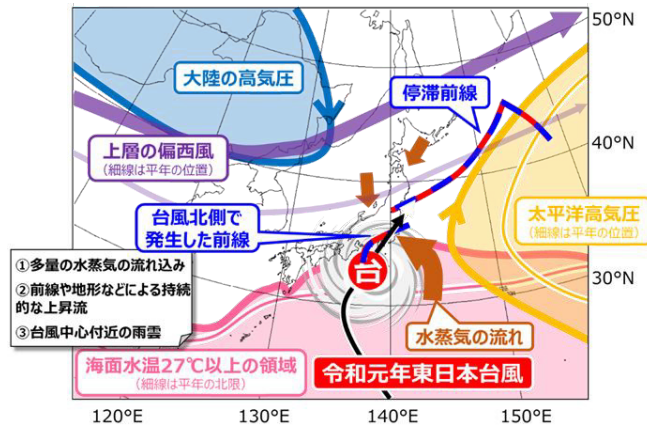 50°N
大陸の高気圧
停滞前線
40°N
上層の偏西風
(細線は平年の位置)
台風北側で
発生した前線
太平洋高気圧
(細線は平年の位置)
①多量の水蒸気の流れ込み
②前線や地形などによる持続
的な上昇流
③台風中心付近の雨雲
台
30°N
水蒸気の流れ
海面水温27℃以上の領域
(細線は平年の北限)
令和元年東日本台風
120°E
130°E
140°E
150°E